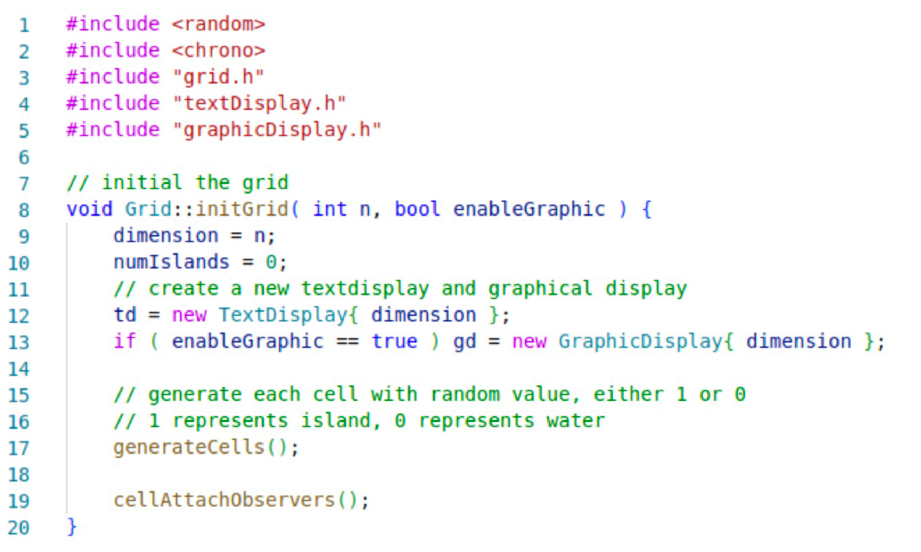 1 #include <random>
2 #include <chrono>
3 #include "grid.h"
4 #include "textDisplay.h"
5 #include "graphicDisplay.h"
6
7 // initial the grid
8 void Grid::initGrid( int n, bool enableGraphic ) {
9     dimension = n;
10     numIslands = 0;
11     // create a new textdisplay and graphical display
12     td = new TextDisplay{ dimension };
13     if ( enableGraphic == true ) gd = new GraphicDisplay{ dimension };
14
15     // generate each cell with random value, either 1 or 0
16     // 1 represents island, 0 represents water
17     generateCells();
18
19     cellAttachObservers();
20 }